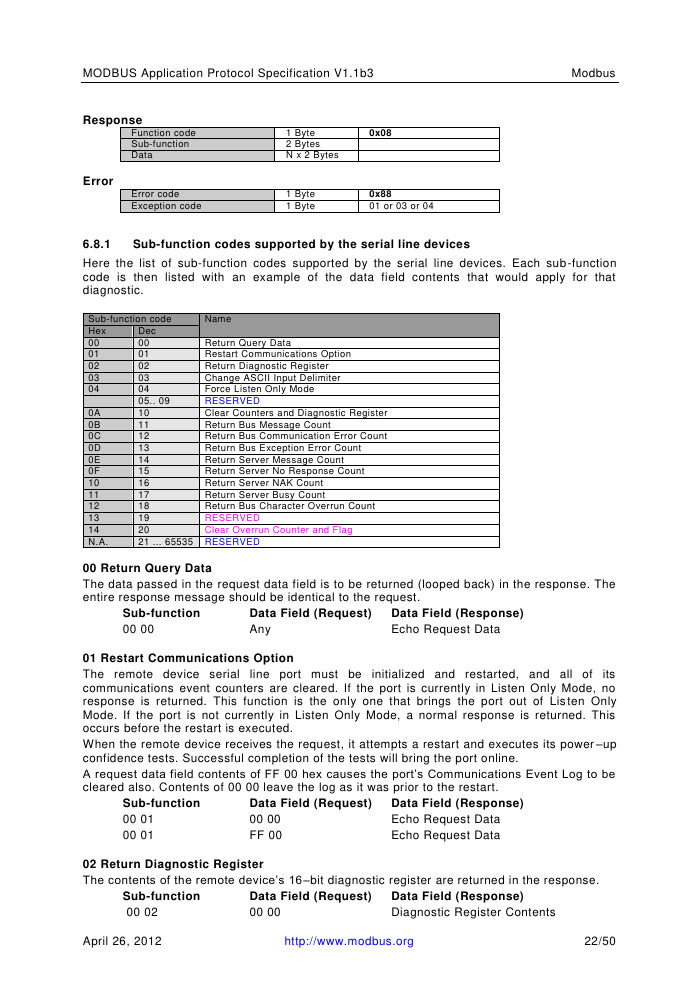 MODBUS Application Protocol Specification V1.1b3 Modbus
Response
Function code 1 Byte 0x08
Sub-function 2 Bytes
Data N x 2 Bytes
Error
Error code 1 Byte 0x88
Exception code 1 Byte 01 or 03 or 04
6.8.1 Sub-function codes supported by the serial line devices
Here the list of sub-function codes supported by the serial line devices. Each sub-function
code is then listed with an example of the data field contents that would apply for that
diagnostic.
Sub-function code Name
Hex Dec
00 00 Return Query Data
01 01 Restart Communications Option
02 02 Return Diagnostic Register
03 03 Change ASCII Input Delimiter
04 04 Force Listen Only Mode
05.. 09 RESERVED
0A 10 Clear Counters and Diagnostic Register
0B 11 Return Bus Message Count
0C 12 Return Bus Communication Error Count
0D 13 Return Bus Exception Error Count
0E 14 Return Server Message Count
0F 15 Return Server No Response Count
10 16 Return Server NAK Count
11 17 Return Server Busy Count
12 18 Return Bus Character Overrun Count
13 19 RESERVED
14 20 Clear Overrun Counter and Flag
N.A. 21 ... 65535 RESERVED
00 Return Query Data
The data passed in the request data field is to be returned (looped back) in the response. The
entire response message should be identical to the request.
Sub-function Data Field (Request) Data Field (Response)
00 00 Any Echo Request Data
01 Restart Communications Option
The remote device serial line port must be initialized and restarted, and all of its
communications event counters are cleared. If the port is currently in Listen Only Mode, no
response is returned. This function is the only one that brings the port out of Listen Only
Mode. If the port is not currently in Listen Only Mode, a normal response is returned. This
occurs before the restart is executed.
When the remote device receives the request, it attempts a restart and executes its power–up
confidence tests. Successful completion of the tests will bring the port online.
A request data field contents of FF 00 hex causes the port's Communications Event Log to be
cleared also. Contents of 00 00 leave the log as it was prior to the restart.
Sub-function Data Field (Request) Data Field (Response)
00 01 00 00 Echo Request Data
00 01 FF 00 Echo Request Data
02 Return Diagnostic Register
The contents of the remote device's 16–bit diagnostic register are returned in the response.
Sub-function Data Field (Request) Data Field (Response)
00 02 00 00 Diagnostic Register Contents
April 26, 2012 http://www.modbus.org 22/50